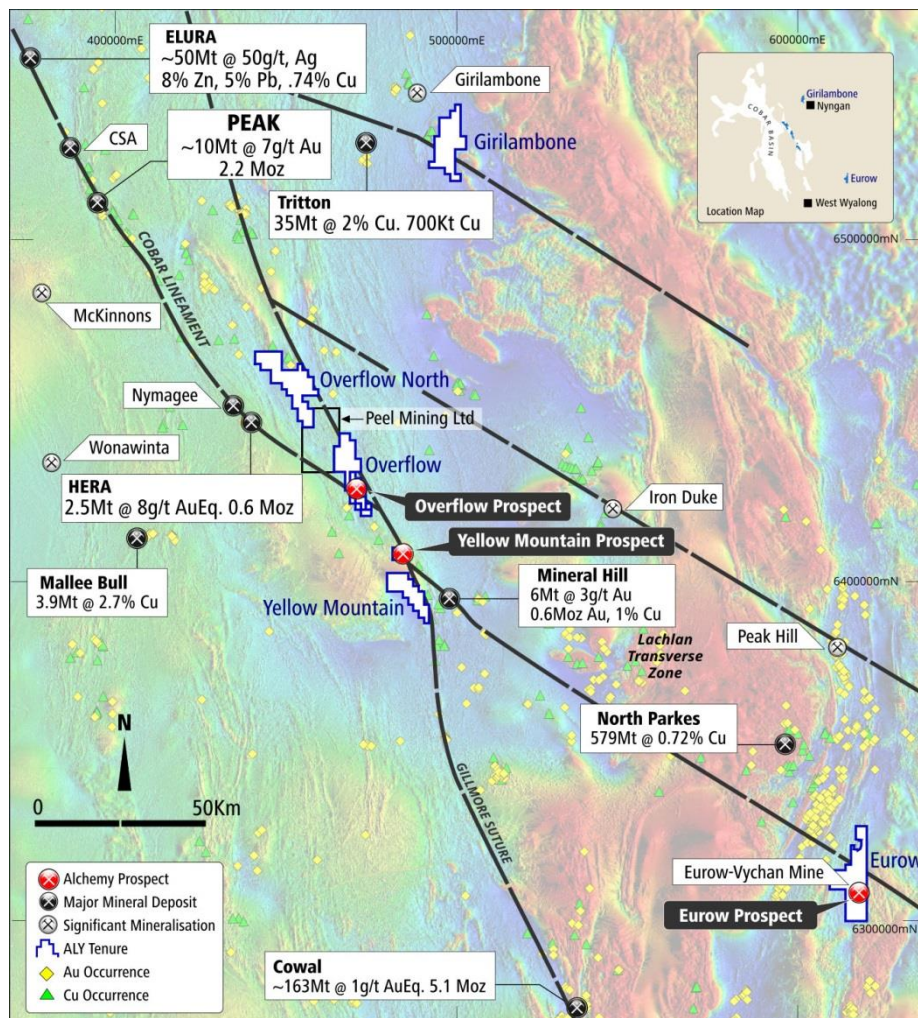 400000mE
500000mE
600000mE
ELURA
~50Mt @ 50g/t, Ag
8% Zn, 5% Pb, .74% Cu
Girilambone
Girilambone
Nyngan
COBAR BASIN
Eurow
West Wyalong
Location Map
CSA
PEAK
~10Mt @ 7g/t Au
2.2 Moz
Girilambone
Tritton
35Mt @ 2% Cu. 700Kt Cu
6500000mN
COBAR LINEAMENT
McKinnons
Overflow North
Nymagee
Peel Mining Ltd
Wonawinta
Overflow
HERA
2.5Mt @ 8g/t AuEq. 0.6 Moz
Overflow Prospect
Iron Duke
Yellow Mountain Prospect
Mallee Bull
3.9Mt @ 2.7% Cu
Mineral Hill
6Mt @ 3g/t Au
0.6Moz Au, 1% Cu
6400000mN
Yellow Mountain
Lachlan
Transverse
Zone
Peak Hill
N
North Parkes
579Mt @ 0.72% Cu
0 50Km
GILLMORE SUTURE
Eurow
Eurow-Vychan Mine
Eurow Prospect
6300000mN
Alchemy Prospect
Major Mineral Deposit
Significant Mineralisation
ALY Tenure
Au Occurrence
Cu Occurrence
Cowal
~163Mt @ 1g/t AuEq. 5.1 Moz